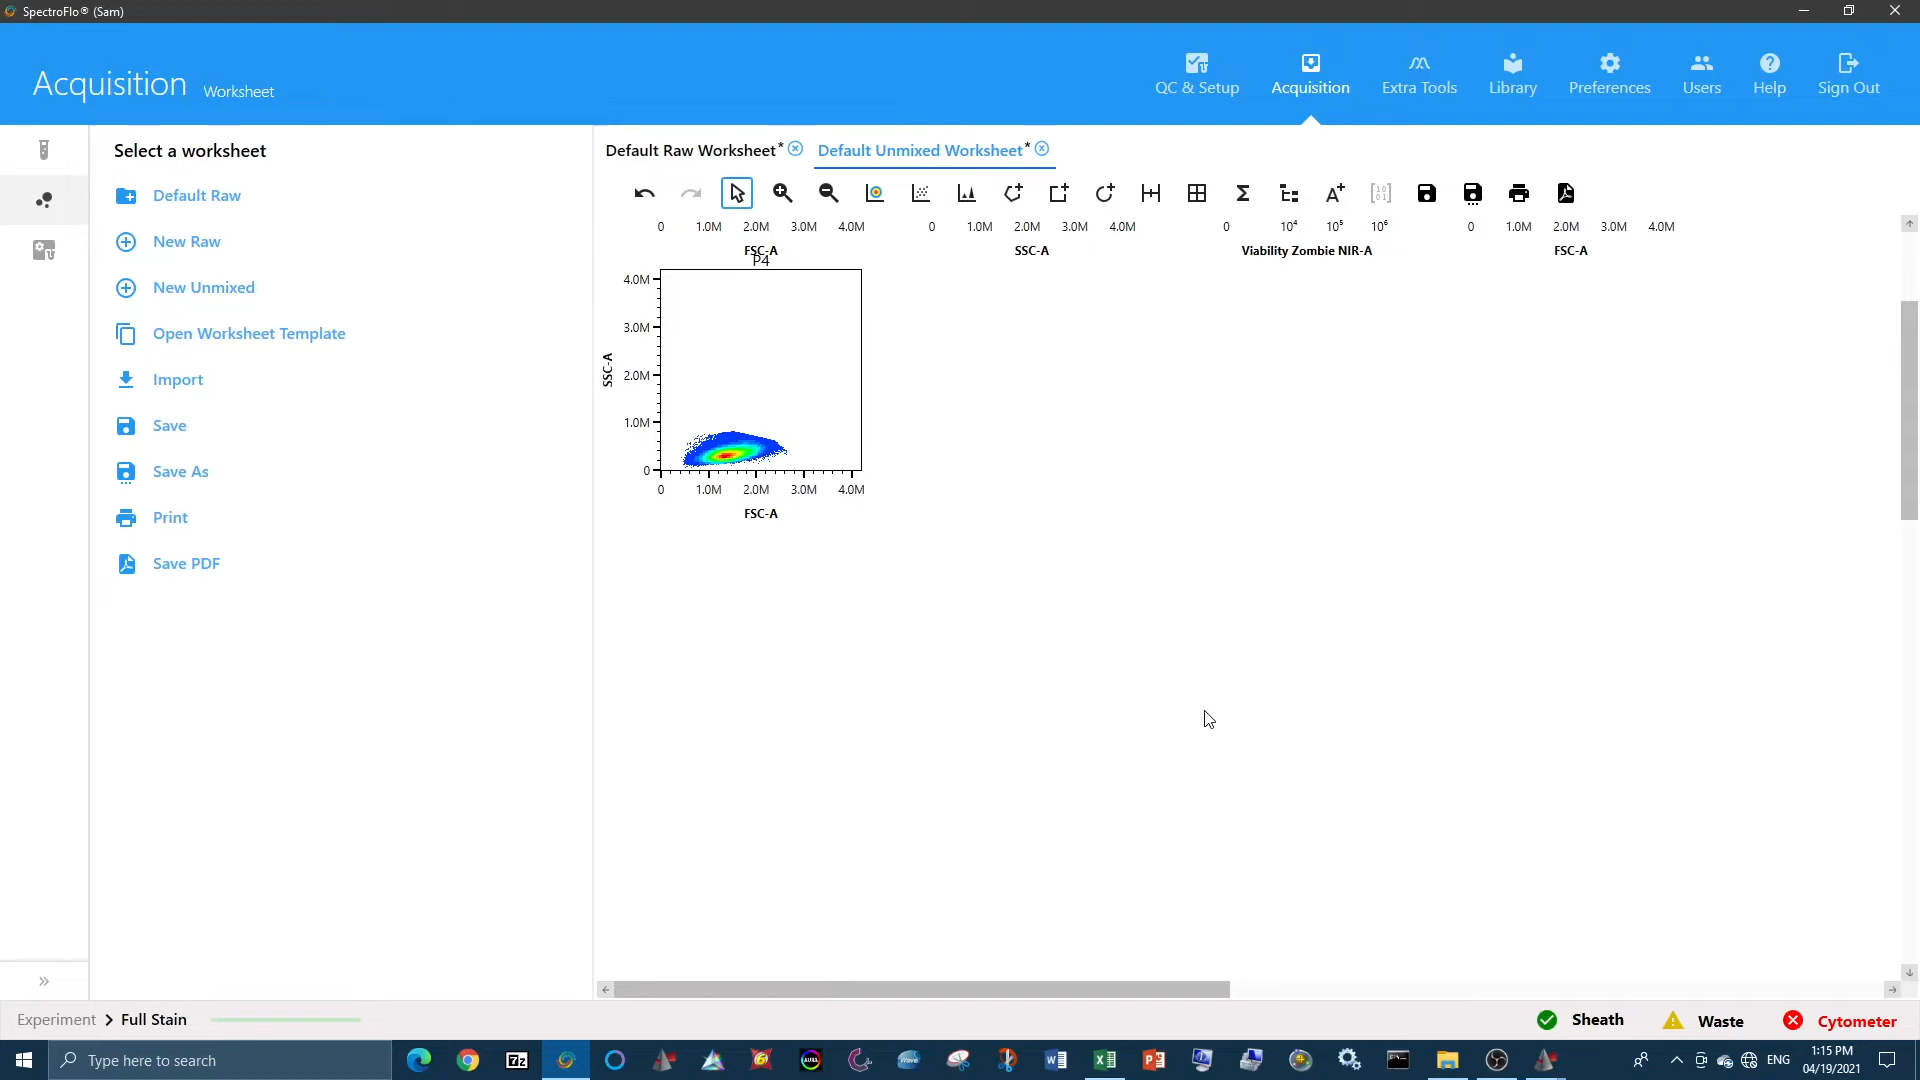 SpectroFlo® (Sam)
Acquisition Worksheet
QC & Setup
Acquisition
Extra Tools
Library
Preferences
Users
Help
Sign Out
Select a worksheet
Default Raw
New Raw
New Unmixed
Open Worksheet Template
Import
Save
Save As
Print
Save PDF
Default Raw Worksheet*
Default Unmixed Worksheet*
0 1.0M 2.0M 3.0M 4.0M
FSC-A
0 1.0M 2.0M 3.0M 4.0M
SSC-A
0 10⁴ 10⁵ 10⁶
Viability Zombie NIR-A
0 1.0M 2.0M 3.0M 4.0M
FSC-A
P4
4.0M
3.0M
2.0M
1.0M
0
SSC-A
0 1.0M 2.0M 3.0M 4.0M
FSC-A
Experiment > Full Stain
Sheath
Waste
Cytometer
Type here to search
ENG
1:15 PM
04/19/2021